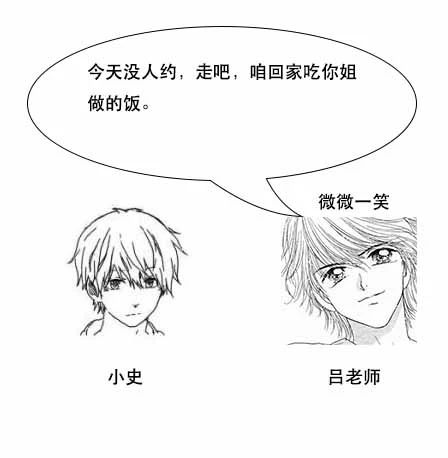 今天没人约，走吧，咱回家吃你姐
做的饭。
微微一笑
小史
吕老师